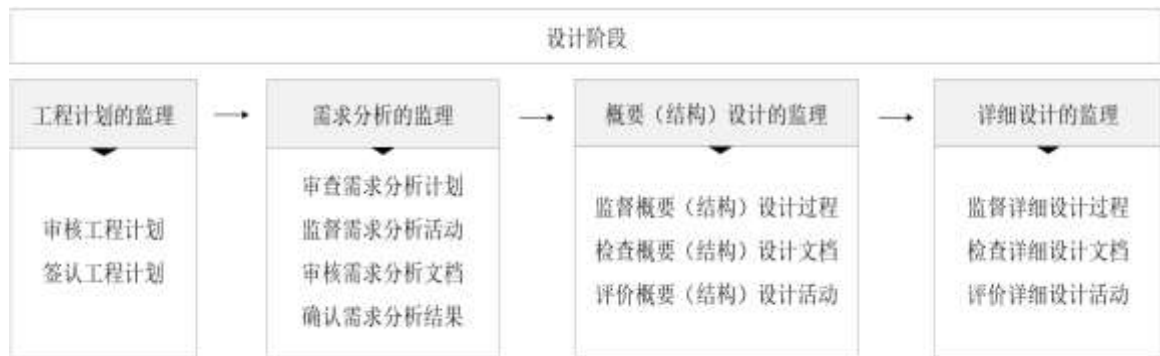 设计阶段
工程计划的监理
审核工程计划
签认工程计划
需求分析的监理
审查需求分析计划
监督需求分析活动
审核需求分析文档
确认需求分析结果
概要（结构）设计的监理
监督概要（结构）设计过程
检查概要（结构）设计文档
评价概要（结构）设计活动
详细设计的监理
监督详细设计过程
检查详细设计文档
评价详细设计活动